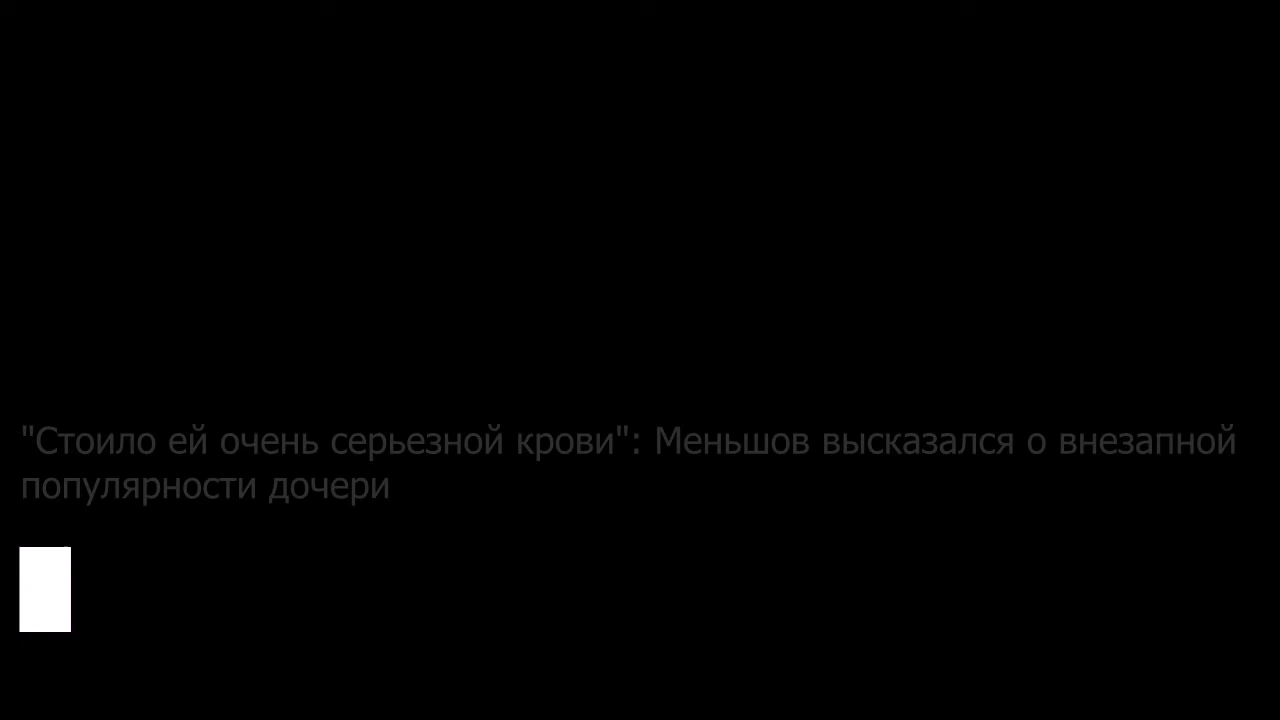 "Стоило ей очень серьезной крови": Меньшов высказался о внезапной
популярности дочери